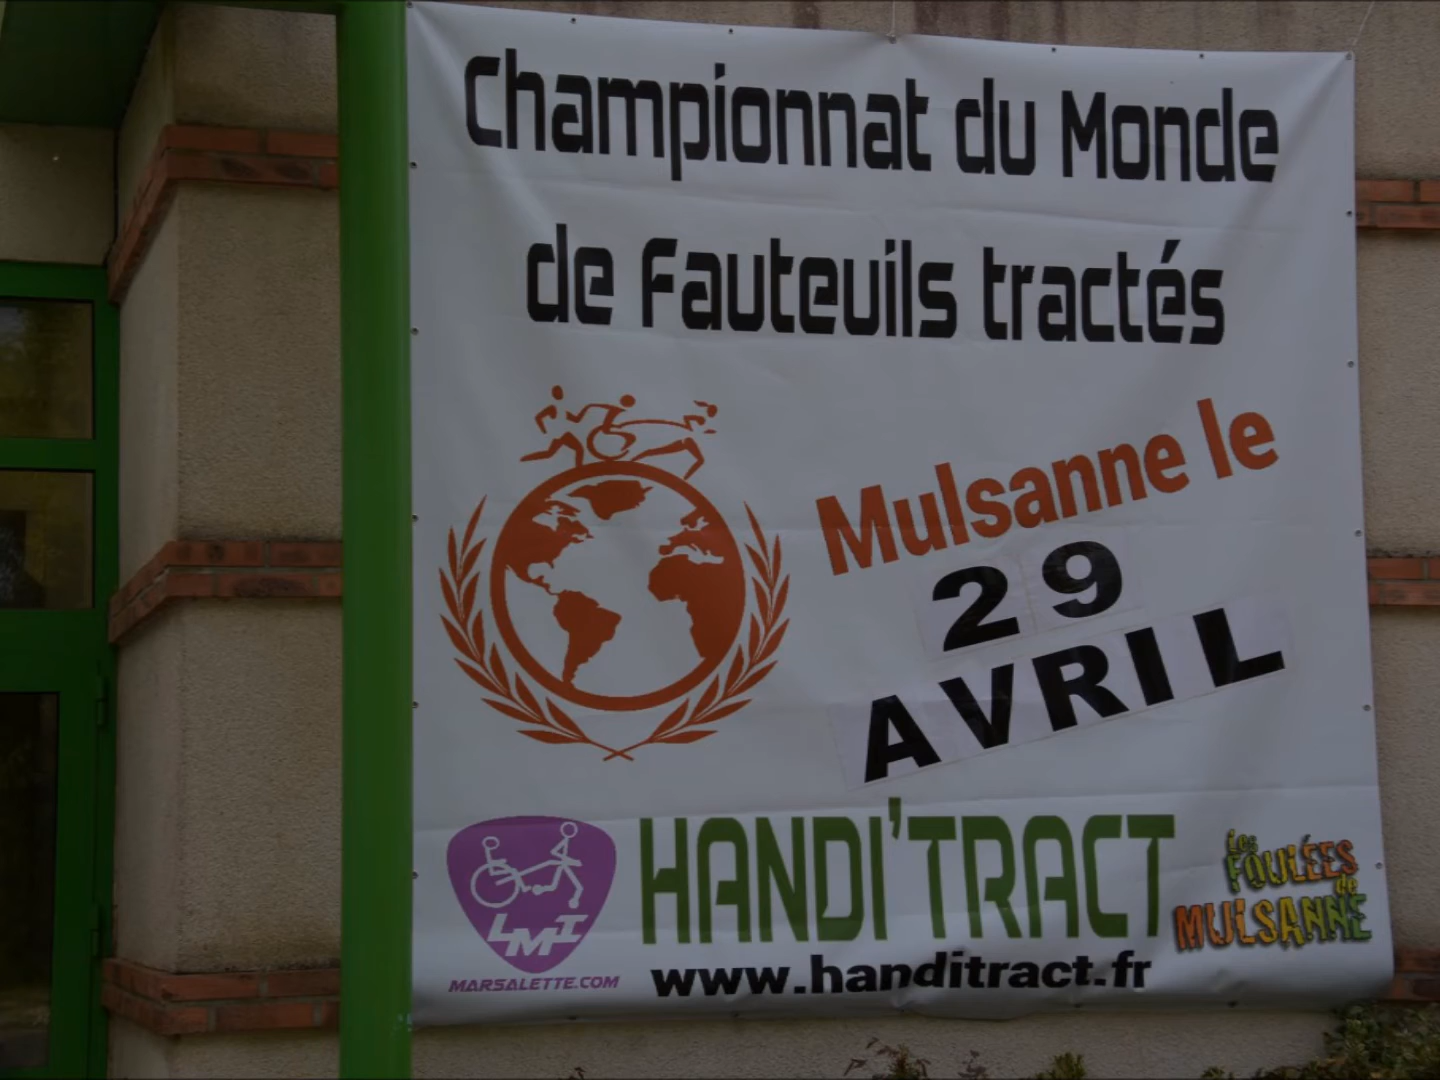 Championnat du Monde
de Fauteuils tractés
Mulsanne le
29
AVRIL
LMI
MARSALETTE.COM
HANDI'TRACT
www.handitract.fr
Les
FOULÉES
de
MULSANNE